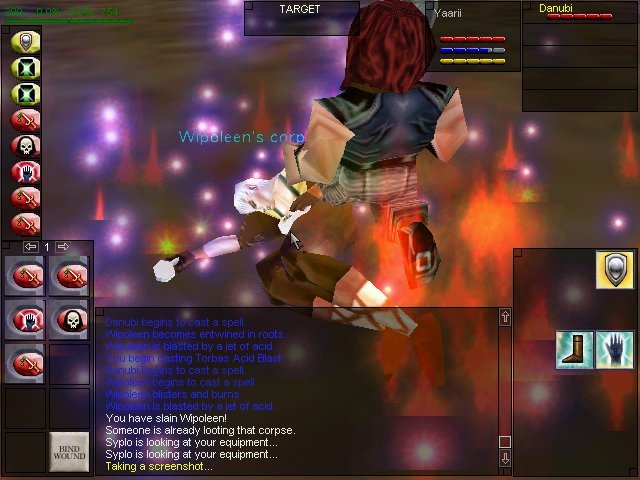 TARGET
Yaarii
Danubi
Wipoleen's corp
1
Danubi begins to cast a spell.
Wipoleen becomes entwined in roots.
Wipoleen is blasted by a jet of acid.
You begin casting Torbas Acid Blast.
Danubi begins to cast a spell.
Wipoleen begins to cast a spell.
Wipoleen blisters and burns.
Wipoleen is blasted by a jet of acid.
You have slain Wipoleen!
Someone is already looting that corpse.
Syplo is looking at your equipment...
Syplo is looking at your equipment...
Taking a screenshot...
BIND
WOUND